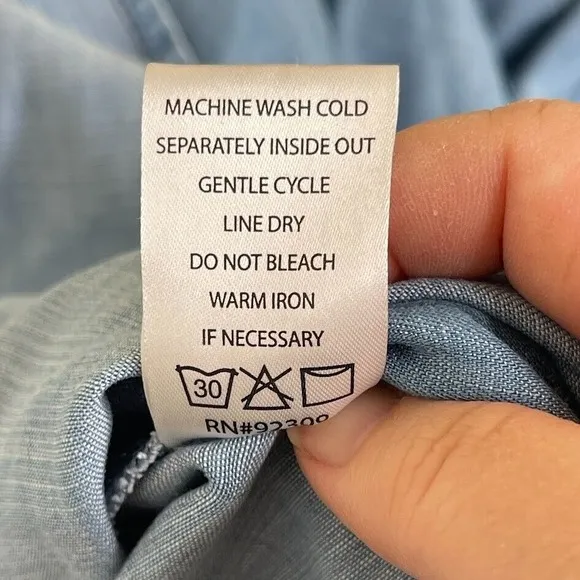 MACHINE WASH COLD
SEPARATELY INSIDE OUT
GENTLE CYCLE
LINE DRY
DO NOT BLEACH
WARM IRON
IF NECESSARY
30